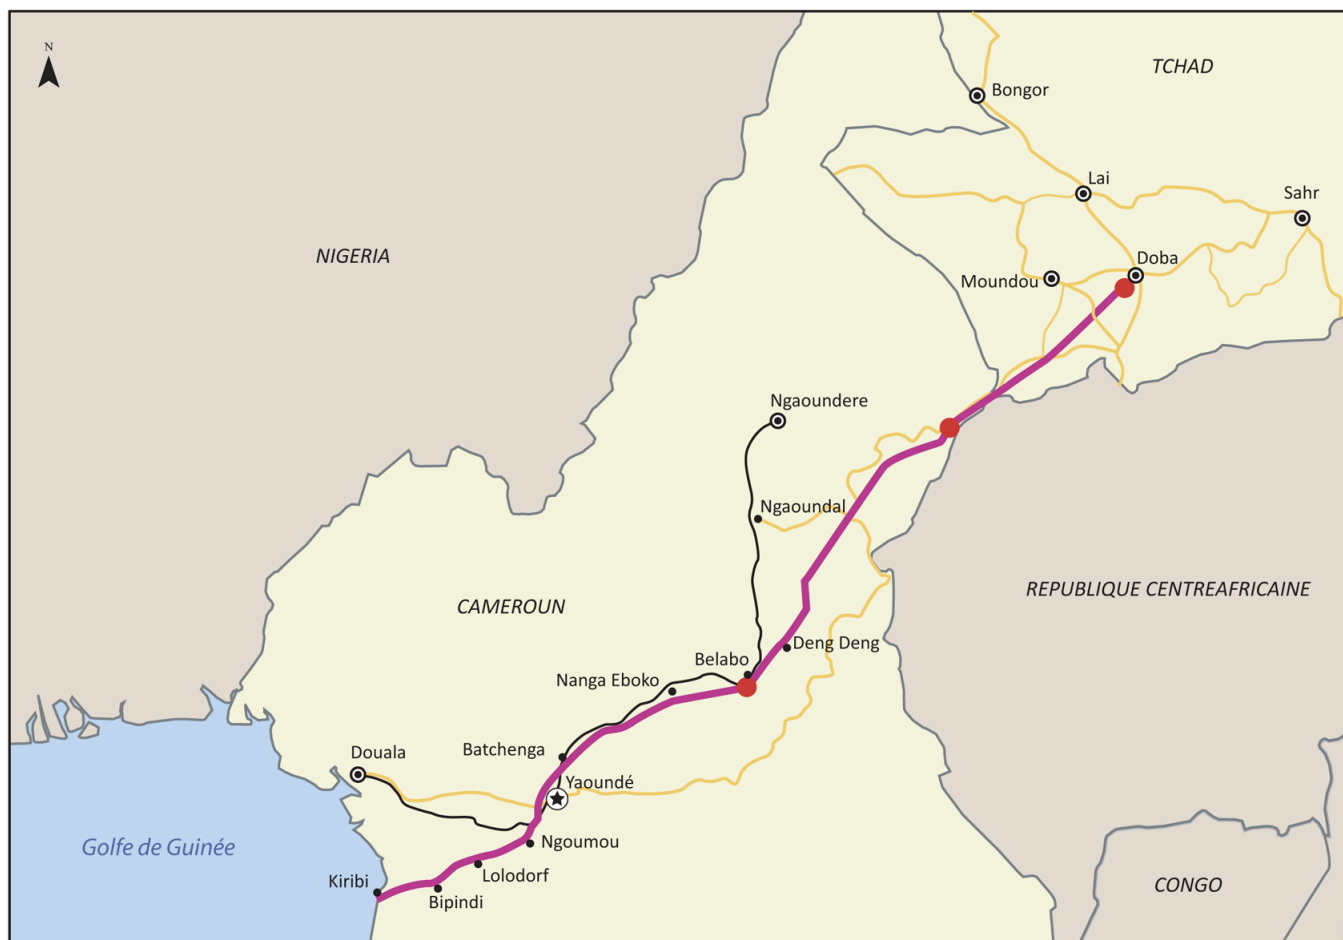 N
TCHAD
Bongor
Lai
Sahr
NIGERIA
Doba
Moundou
Ngaoundere
Ngaoundal
REPUBLIQUE CENTREAFRICAINE
CAMEROUN
Deng Deng
Belabo
Nanga Eboko
Batchenga
Douala
Yaoundé
Golfe de Guinée
Ngoumou
Lolodorf
Kiribi
Bipindi
CONGO